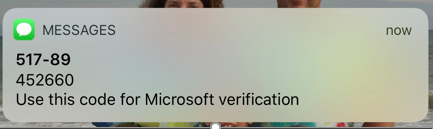 MESSAGES now
517-89
452660
Use this code for Microsoft verification